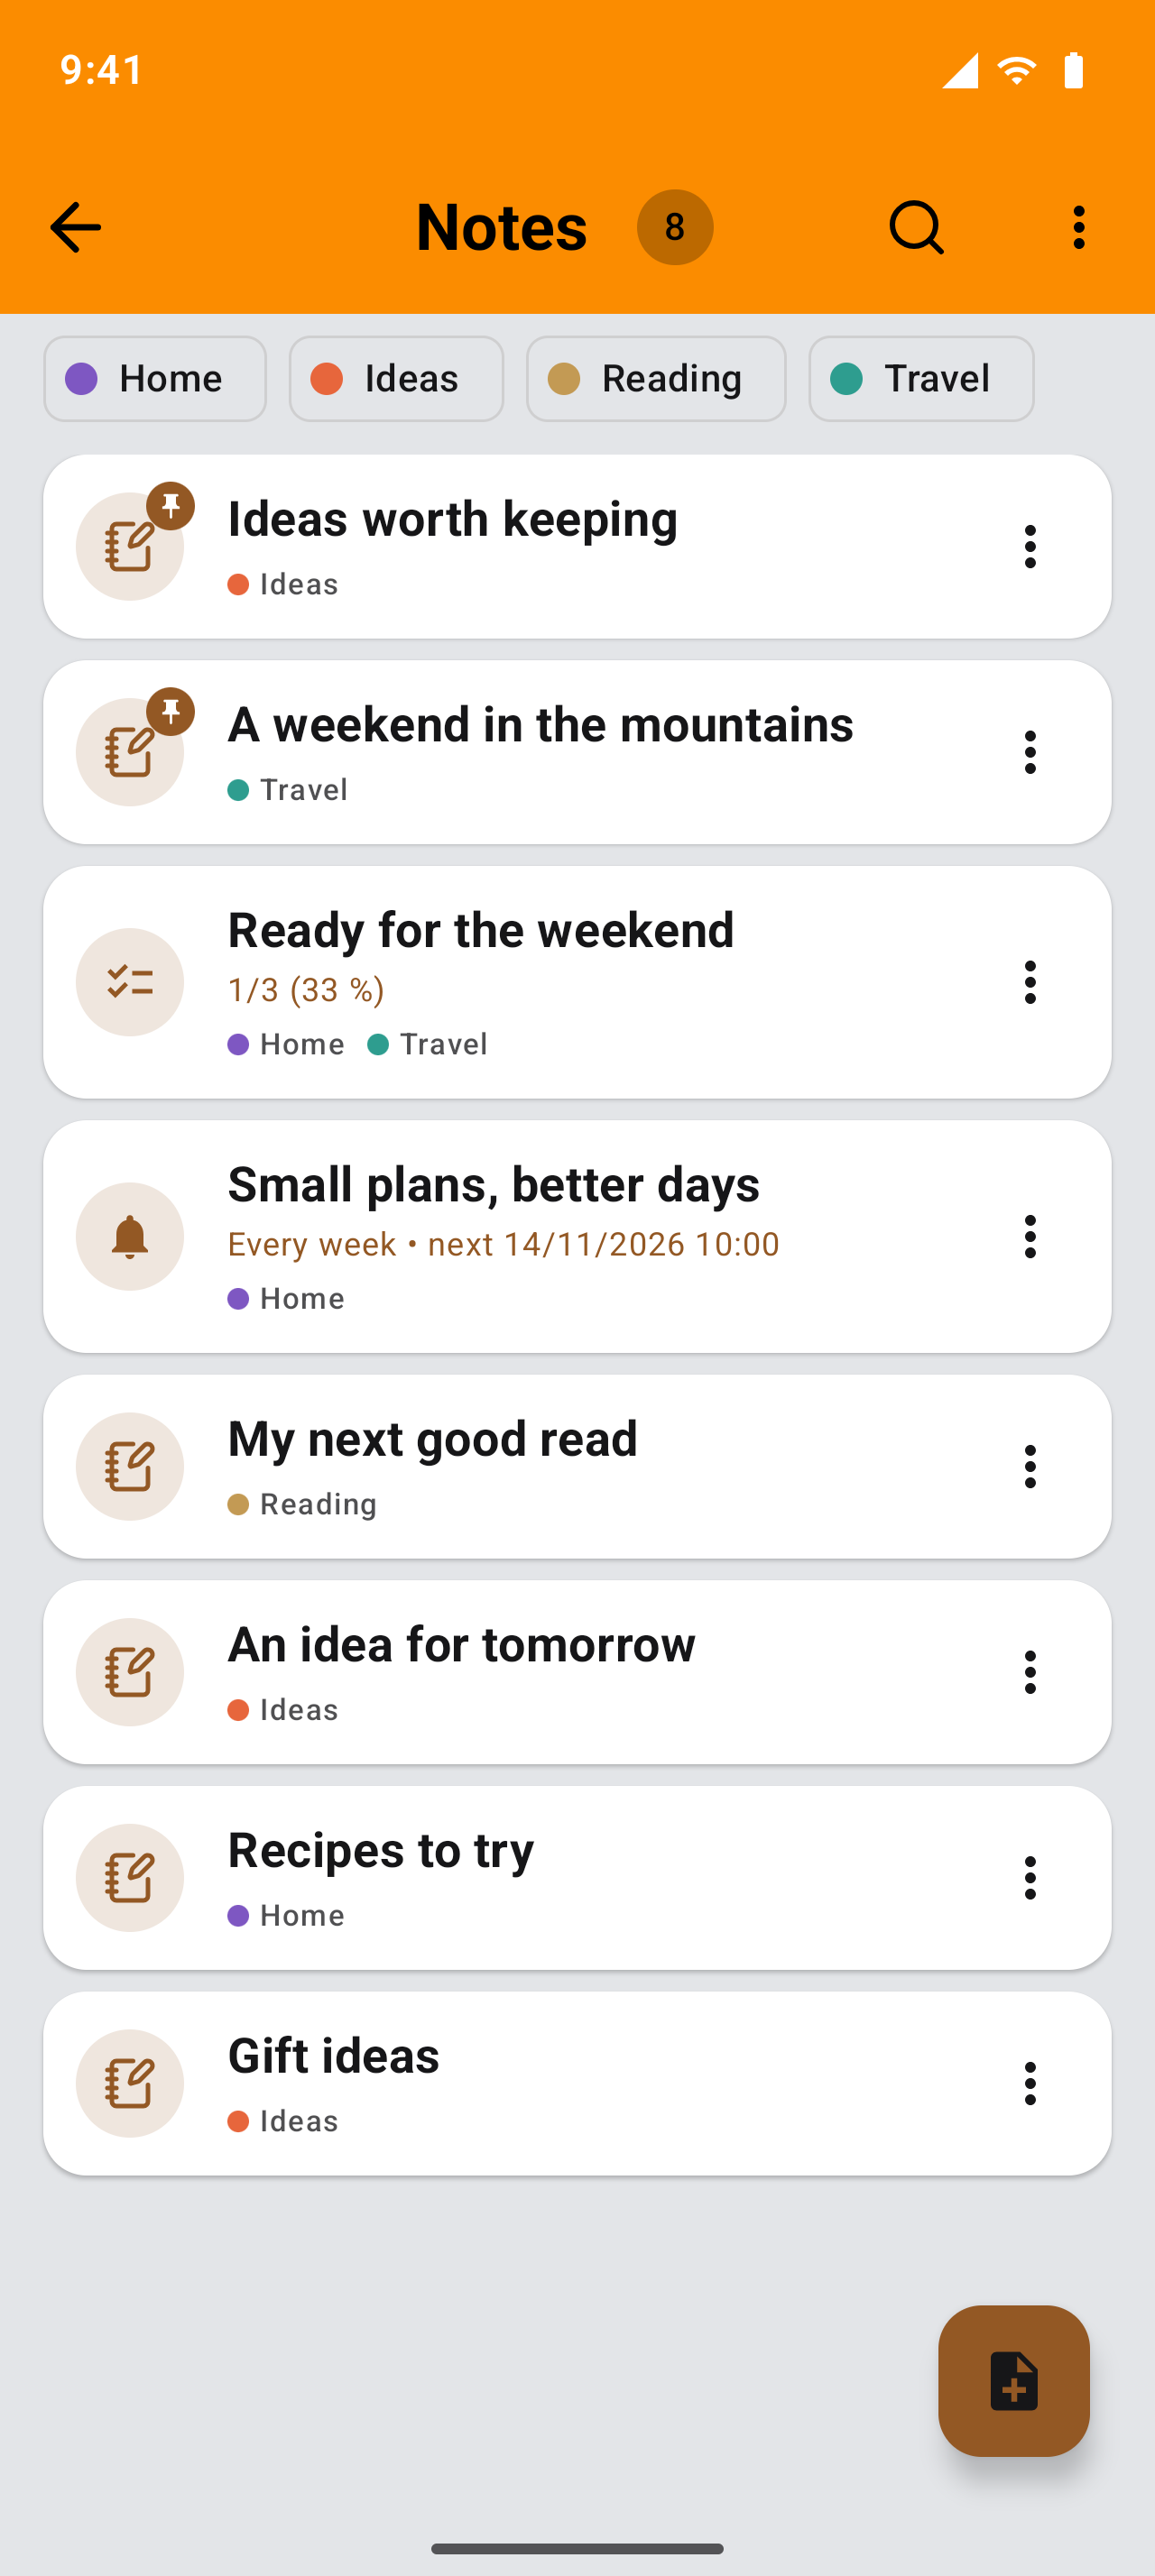 9:41
Notes 8
Home Ideas Reading Travel
Ideas worth keeping
Ideas
A weekend in the mountains
Travel
Ready for the weekend
1/3 (33 %)
Home Travel
Small plans, better days
Every week • next 14/11/2026 10:00
Home
My next good read
Reading
An idea for tomorrow
Ideas
Recipes to try
Home
Gift ideas
Ideas